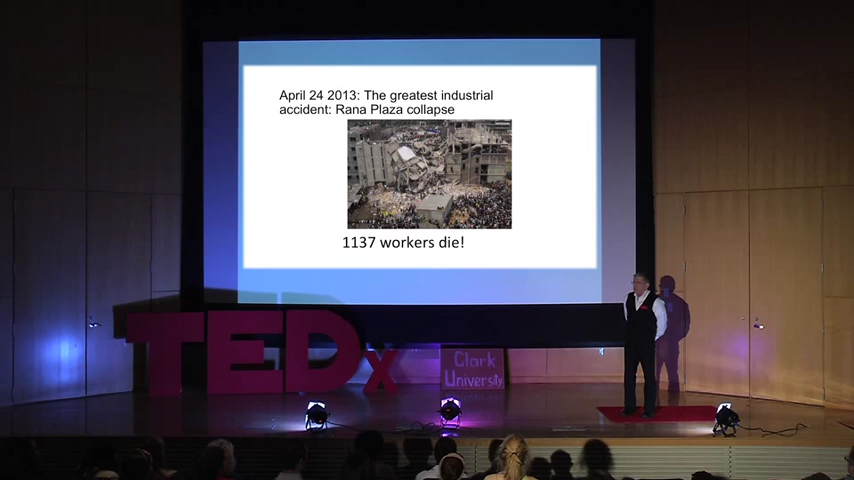 April 24 2013: The greatest industrial
accident: Rana Plaza collapse
1137 workers die!
TEDx
Clark
University